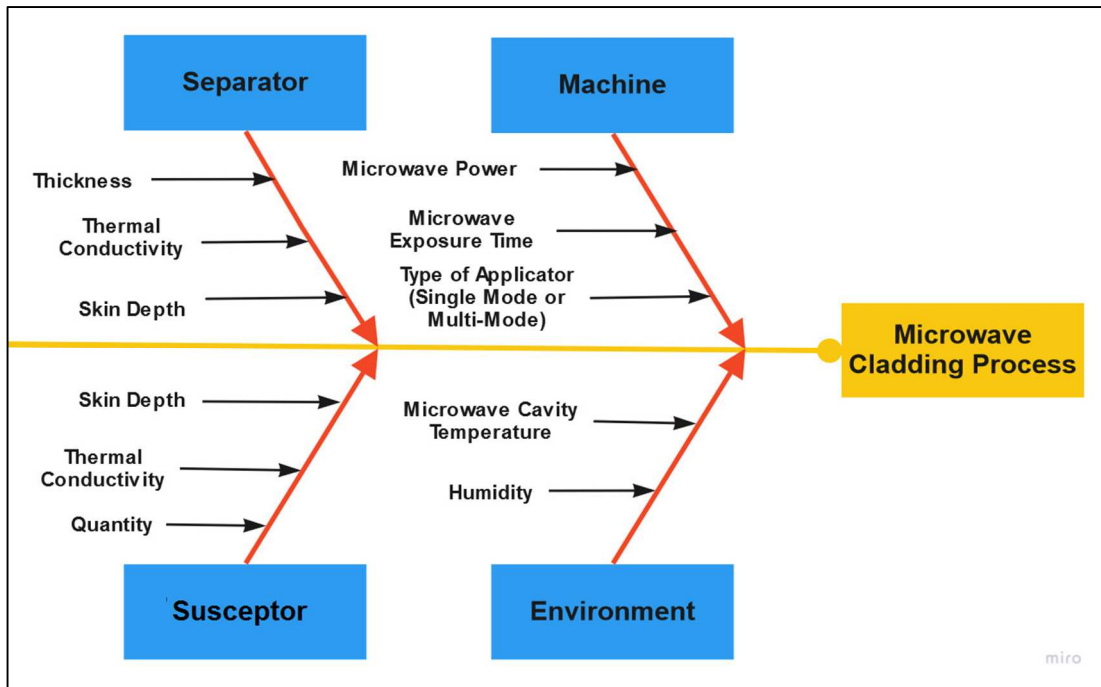 Separator
Machine
Thickness
Thermal
Conductivity
Skin Depth
Microwave Power
Microwave
Exposure Time
Type of Applicator
(Single Mode or
Multi-Mode)
Microwave
Cladding Process
Skin Depth
Thermal
Conductivity
Quantity
Microwave Cavity
Temperature
Humidity
Susceptor
Environment
miro